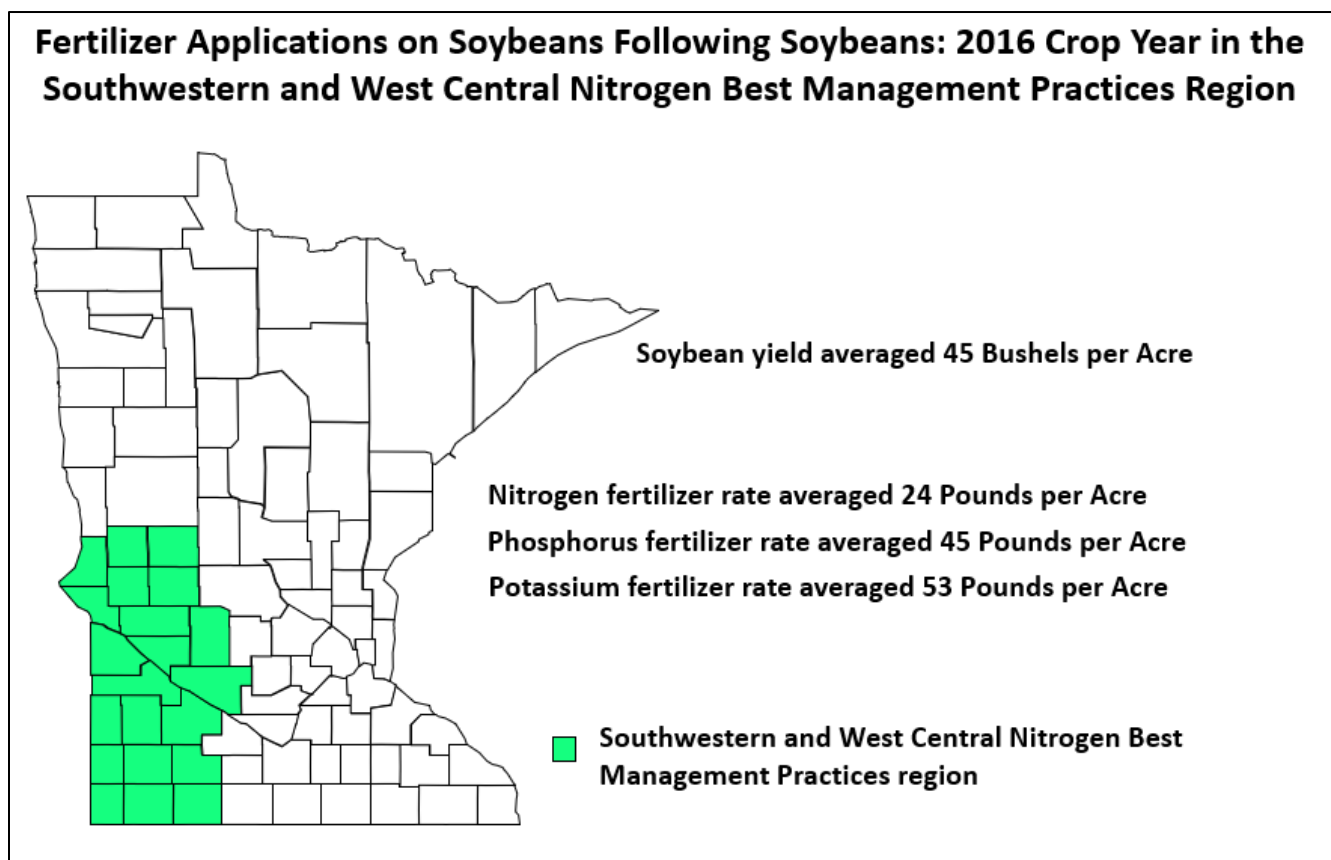 Fertilizer Applications on Soybeans Following Soybeans: 2016 Crop Year in the
Southwestern and West Central Nitrogen Best Management Practices Region
Soybean yield averaged 45 Bushels per Acre
Nitrogen fertilizer rate averaged 24 Pounds per Acre
Phosphorus fertilizer rate averaged 45 Pounds per Acre
Potassium fertilizer rate averaged 53 Pounds per Acre
Southwestern and West Central Nitrogen Best
Management Practices region